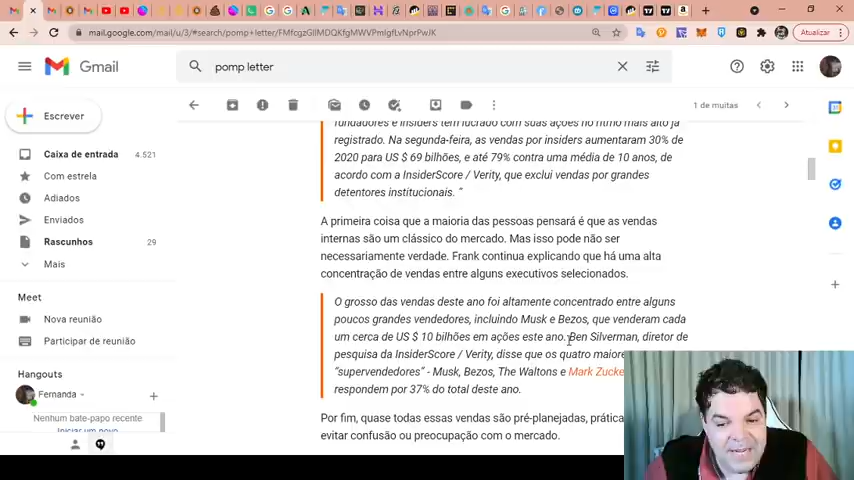 Atualizar
mail.google.com/mail/u/3/#search/pomp+letter/FMfcgzGllMDQKfgMWVPmlgfLvNprPwJK
Gmail
pomp letter
Escrever
1 de muitas
Caixa de entrada 4.521
Com estrela
Adiados
Enviados
Rascunhos 29
Mais
Meet
Nova reunião
Participar de reunião
Hangouts
Fernanda
Nenhum bate-papo recente
Iniciar um novo
fundadores e insiders têm lucrado com suas ações no ritmo mais alto já
registrado. Na segunda-feira, as vendas por insiders aumentaram 30% de
2020 para US $ 69 bilhões, e até 79% contra uma média de 10 anos, de
acordo com a InsiderScore / Verity, que exclui vendas por grandes
detentores institucionais. "
A primeira coisa que a maioria das pessoas pensará é que as vendas
internas são um clássico do mercado. Mas isso pode não ser
necessariamente verdade. Frank continua explicando que há uma alta
concentração de vendas entre alguns executivos selecionados.
O grosso das vendas deste ano foi altamente concentrado entre alguns
poucos grandes vendedores, incluindo Musk e Bezos, que venderam cada
um cerca de US $ 10 bilhões em ações este ano. Ben Silverman, diretor de
pesquisa da InsiderScore / Verity, disse que os quatro maiore
"supervendedores" - Musk, Bezos, The Waltons e Mark Zucke
respondem por 37% do total deste ano.
Por fim, quase todas essas vendas são pré-planejadas, prática
evitar confusão ou preocupação com o mercado.